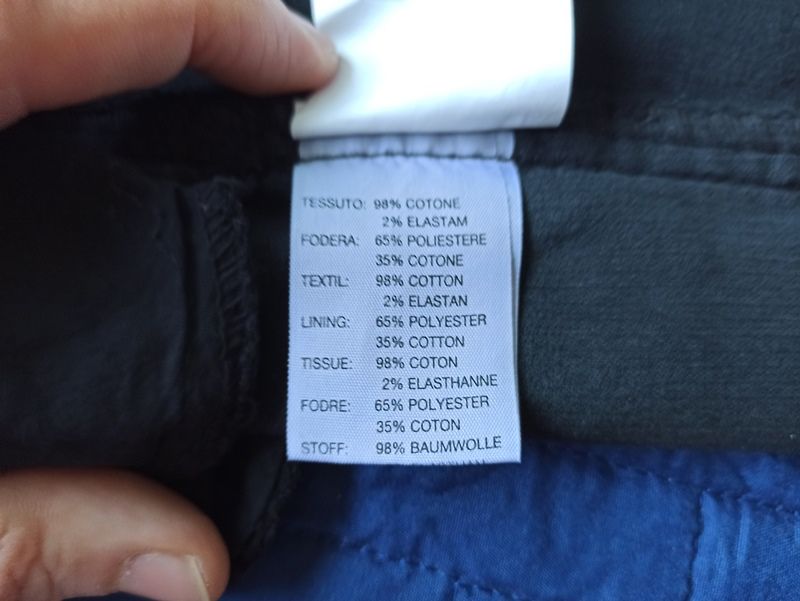 TESSUTO: 98% COTONE
2% ELASTAM
FODERA: 65% POLIESTERE
35% COTONE
TEXTIL: 98% COTTON
2% ELASTAN
LINING: 65% POLYESTER
35% COTTON
TISSUE: 98% COTON
2% ELASTHANNE
FODRE: 65% POLYESTER
35% COTON
STOFF: 98% BAUMWOLLE